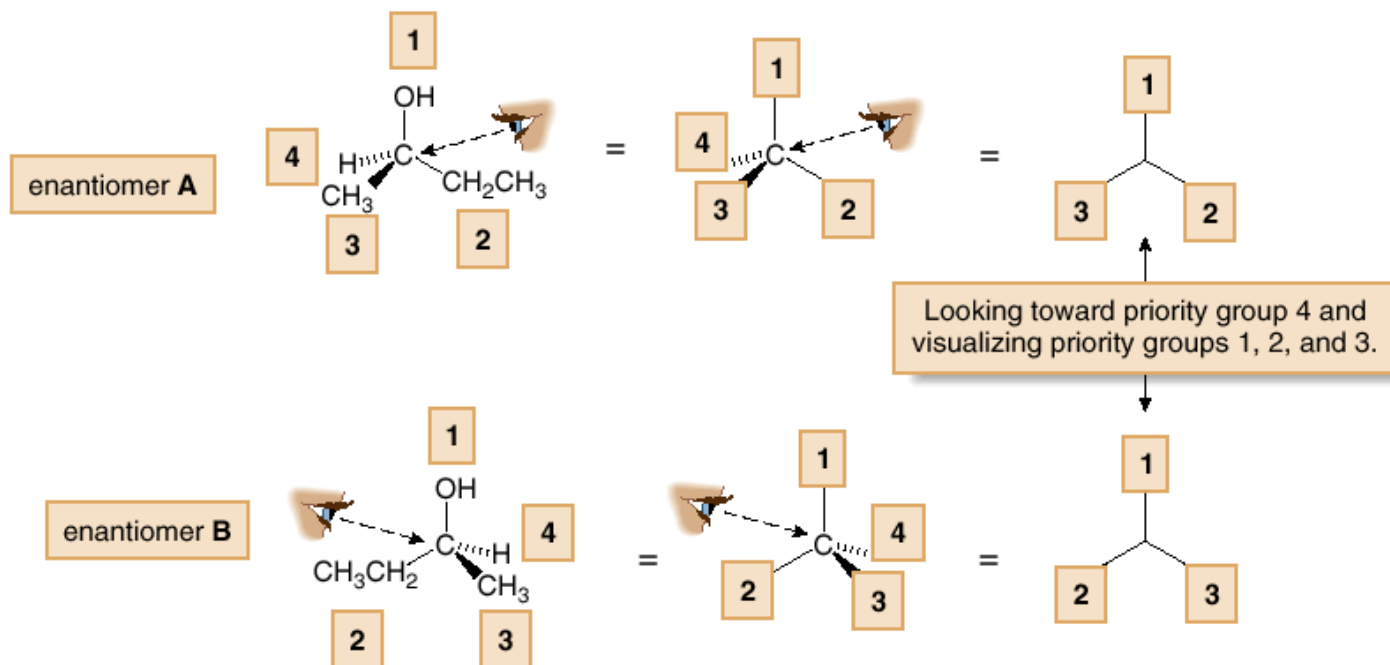 1
1
1
OH
4
H
C
CH₃
CH₂CH₃
3
2
enantiomer A
=
4
C
3
2
=
3
2
Looking toward priority group 4 and
visualizing priority groups 1, 2, and 3.
1
1
1
OH
4
C
H
CH₃CH₂
CH₃
2
3
enantiomer B
=
4
C
2
3
=
2
3